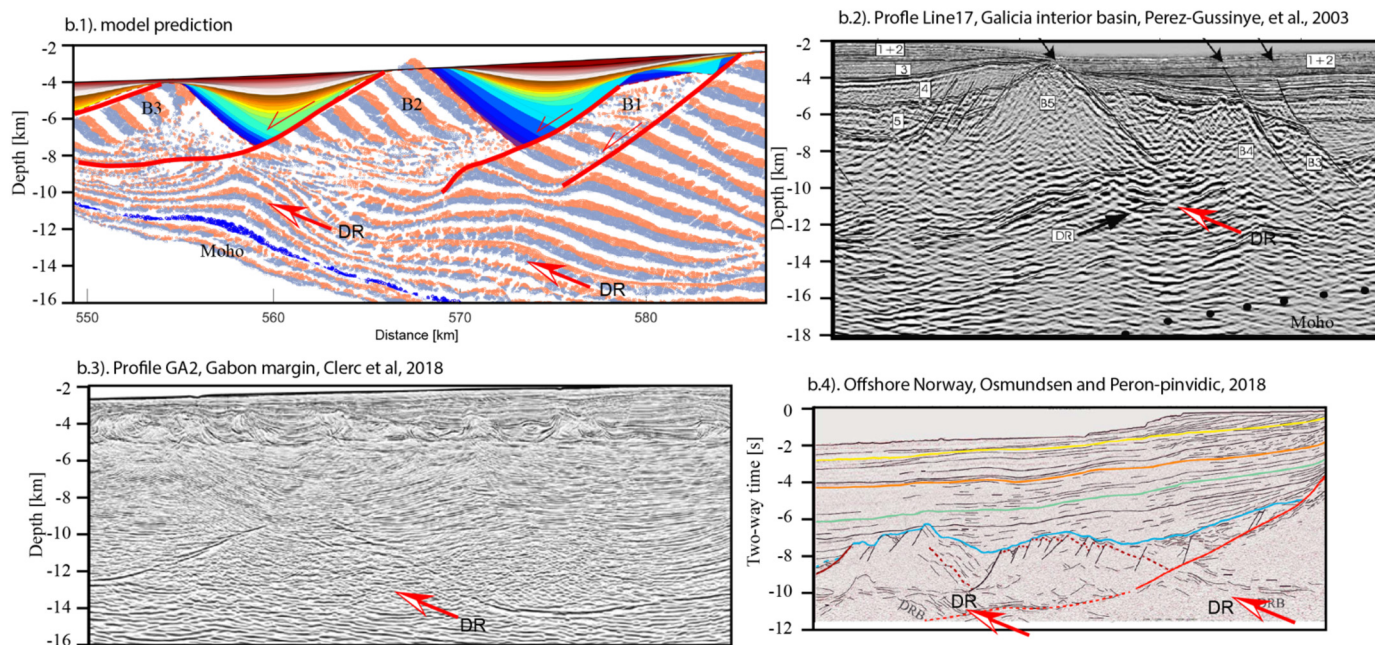 b.1). model prediction
-2
-4
-6
-8
-10
-12
-14
-16
Depth [km]
B3
B2
B1
DR
DR
Moho
550
560
570
580
Distance [km]
b.2). Profle Line17, Galicia interior basin, Perez-Gussinye, et al., 2003
-2
-4
-6
-8
-10
-12
-14
-16
-18
Depth [km]
1+2
3
4
5
B5
1+2
B4
B3
DR
DR
Moho
b.3). Profile GA2, Gabon margin, Clerc et al, 2018
-2
-4
-6
-8
-10
-12
-14
-16
Depth [km]
DR
b.4). Offshore Norway, Osmundsen and Peron-pinvidic, 2018
0
-2
-4
-6
-8
-10
-12
Two-way time [s]
DRB
DR
DR
DRB